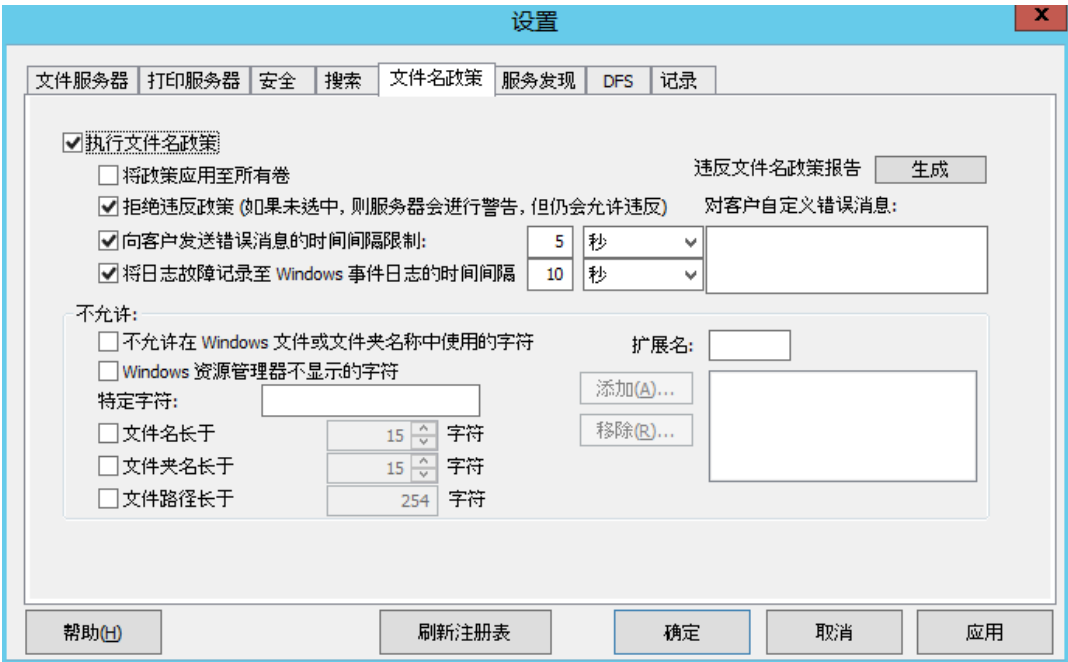 设置
x
文件服务器 打印服务器 安全 搜索 文件名政策 服务发现 DFS 记录
执行文件名政策
将政策应用至所有卷
违反文件名政策报告 生成
拒绝违反政策 (如果未选中, 则服务器会进行警告, 但仍会允许违反)
对客户自定义错误消息:
向客户发送错误消息的时间间隔限制: 5 秒
将日志故障记录至 Windows 事件日志的时间间隔 10 秒
不允许:
不允许在 Windows 文件或文件夹名称中使用的字符
扩展名:
Windows 资源管理器不显示的字符
添加(A)...
特定字符:
移除(R)...
文件名长于 15 字符
文件夹名长于 15 字符
文件路径长于 254 字符
帮助(H) 刷新注册表 确定 取消 应用